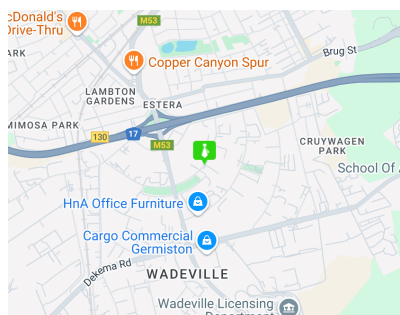 cDonald's
Drive-Thru
M53
Copper Canyon Spur
Brug St
LAMBTON
GARDENS
ESTERA
MIMOSA PARK
130
17
M53
CRUYWAGEN
PARK
School Of A
HnA Office Furniture
Cargo Commercial
Germiston
Dekema Rd
WADEVILLE
Wadeville Licensing
Department